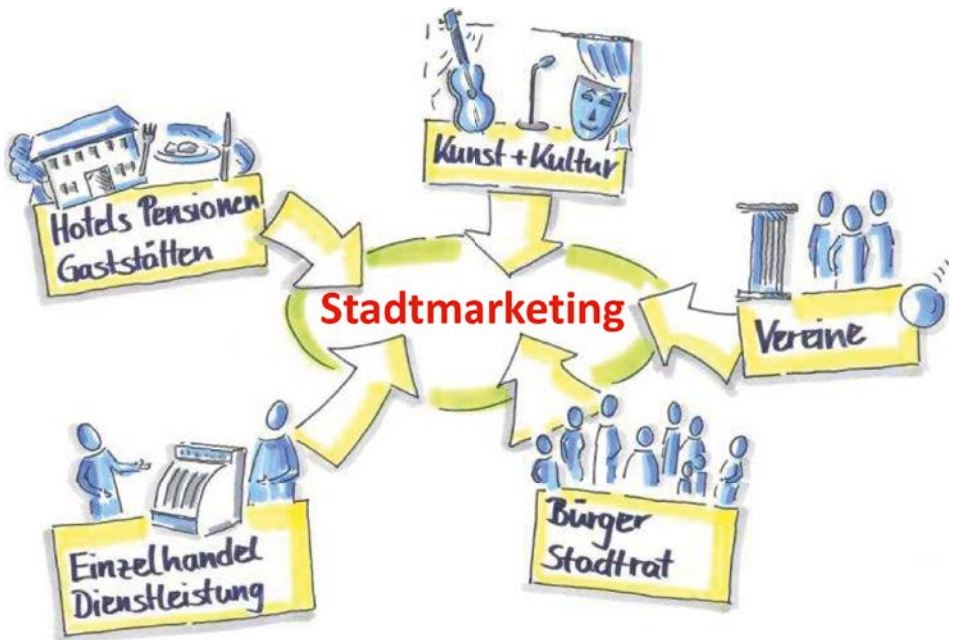 Kunst+Kultur
Hotels Pensionen
Gaststätten
Stadtmarketing
Vereine
Bürger
Stadtrat
Einzelhandel
Dienstleistung